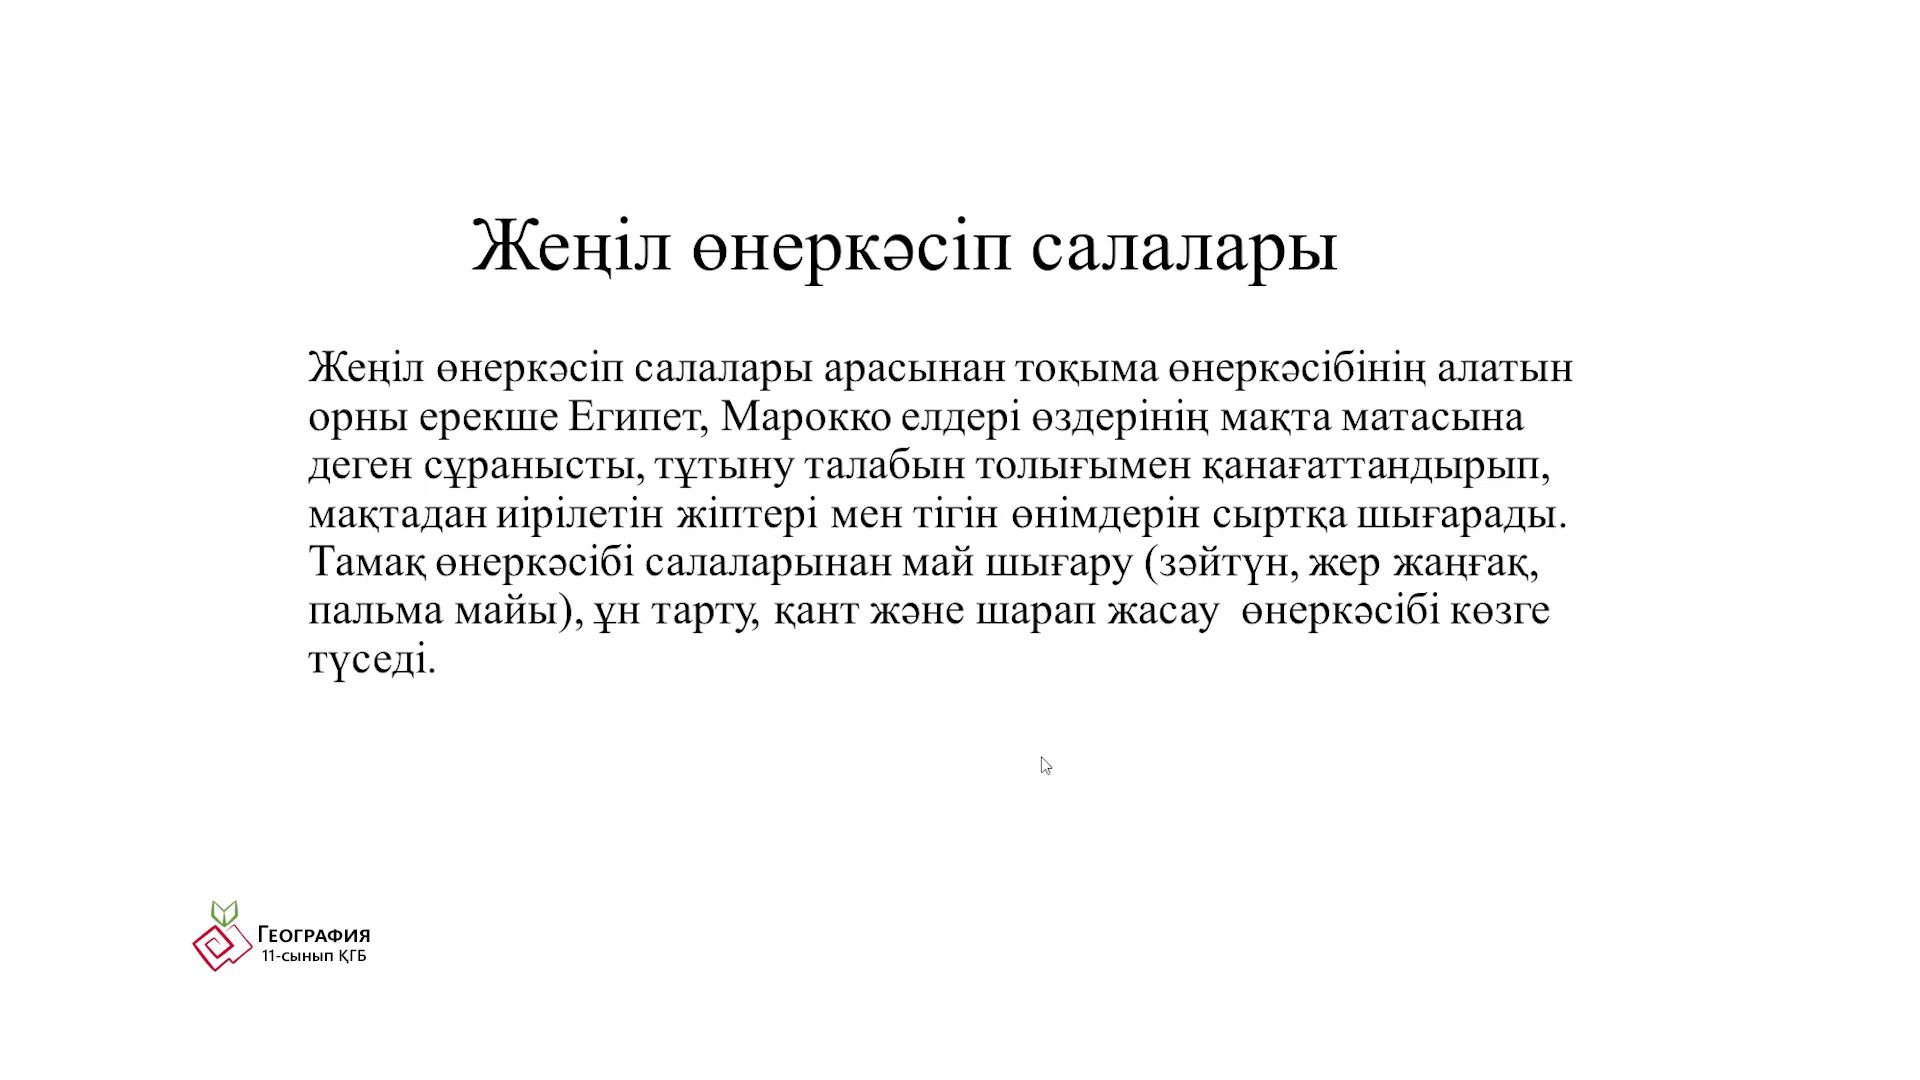 Жеңіл өнеркәсіп салалары
Жеңіл өнеркәсіп салалары арасынан тоқыма өнеркәсібінің алатын
орны ерекше Египет, Марокко елдері өздерінің мақта матасына
деген сұранысты, тұтыну талабын толығымен қанағаттандырып,
мақтадан иірілетін жіптері мен тігін өнімдерін сыртқа шығарады.
Тамақ өнеркәсібі салаларынан май шығару (зәйтүн, жер жаңғақ,
пальма майы), ұн тарту, қант және шарап жасау  өнеркәсібі көзге
түседі.
География
11-сынып ҚГБ